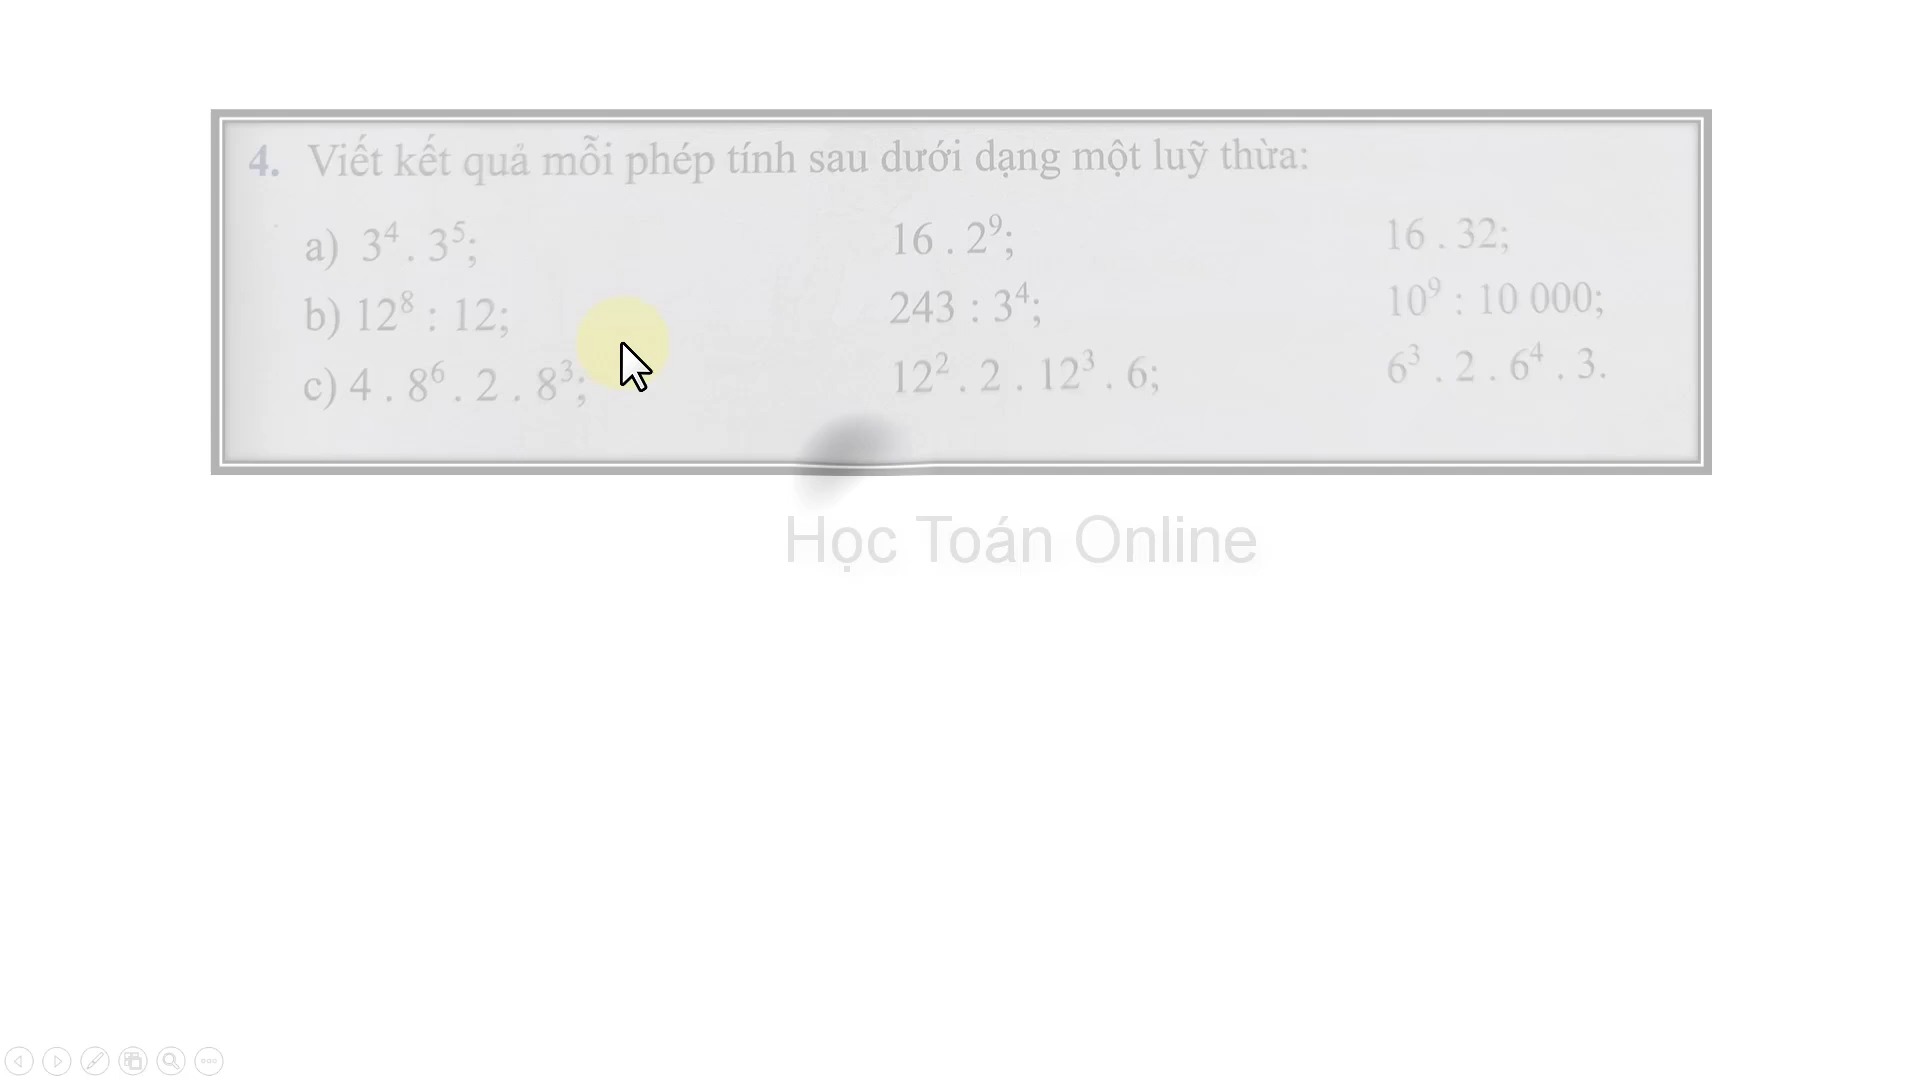 4. Viết kết quả mỗi phép tính sau dưới dạng một luỹ thừa:
a) 3⁴ . 3⁵; 16 . 2⁹; 16 . 32;
b) 12⁸ : 12; 243 : 3⁴; 10⁹ : 10 000;
c) 4 . 8⁶ . 2 . 8³; 12² . 2 . 12³ . 6; 6³ . 2 . 6⁴ . 3.
Học Toán Online